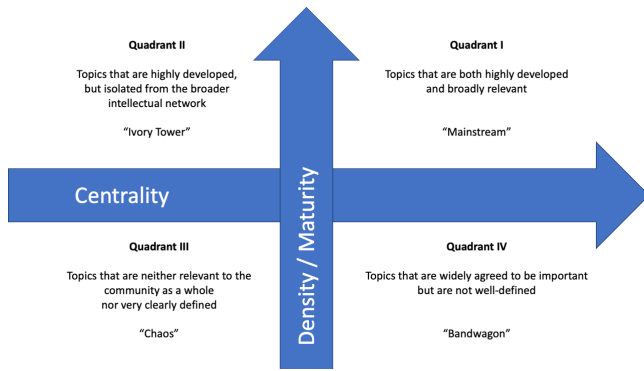 Quadrant II
Topics that are highly developed,
but isolated from the broader
intellectual network
“Ivory Tower”
Quadrant I
Topics that are both highly developed
and broadly relevant
“Mainstream”
Centrality
Density / Maturity
Quadrant III
Topics that are neither relevant to the
community as a whole
nor very clearly defined
“Chaos”
Quadrant IV
Topics that are widely agreed to be important
but are not well-defined
“Bandwagon”